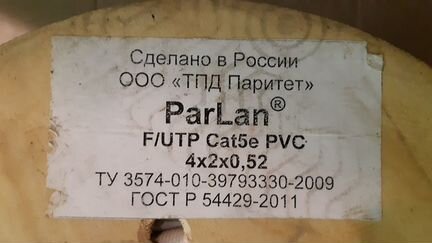 Сделано в России
ООО «ТПД Паритет»
ParLan®
F/UTP Cat5e PVC
4x2x0,52
ТУ 3574-010-39793330-2009
ГОСТ Р 54429-2011